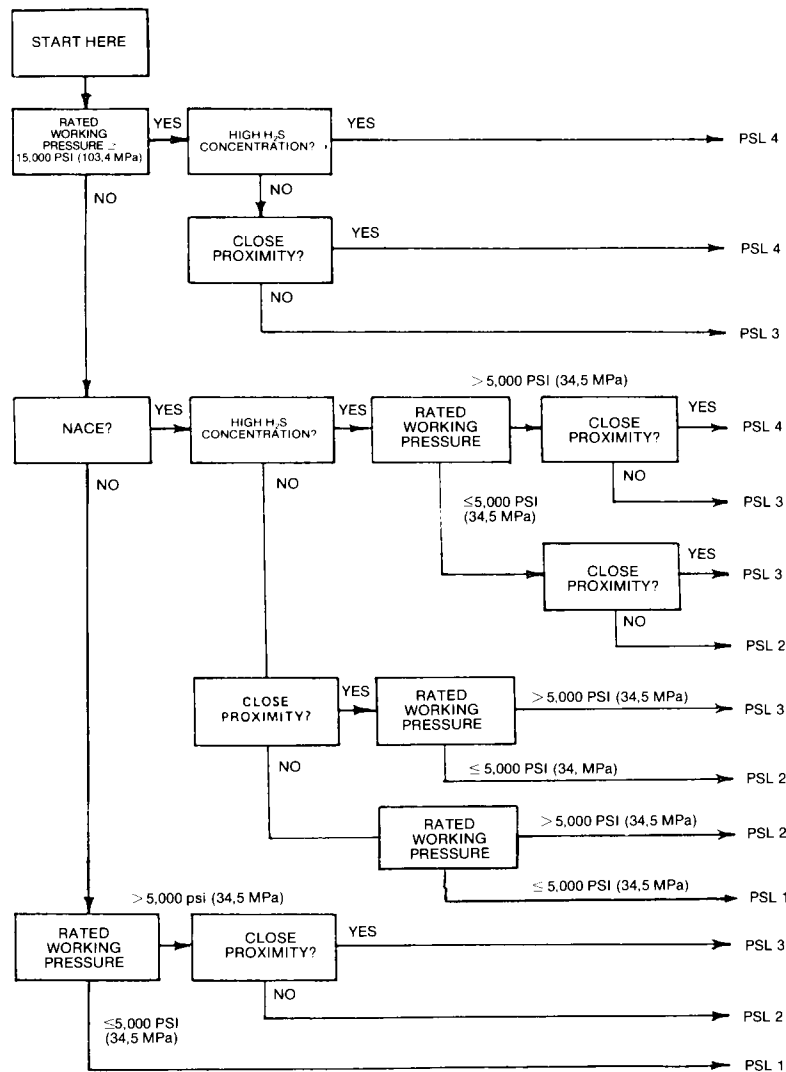 START HERE
RATED
WORKING
PRESSURE ≥
15,000 PSI (103,4 MPa)
YES
HIGH H₂S
CONCENTRATION?
YES
PSL 4
NO
NO
CLOSE
PROXIMITY?
YES
PSL 4
NO
PSL 3
NACE?
YES
HIGH H₂S
CONCENTRATION?
YES
RATED
WORKING
PRESSURE
>5,000 PSI (34,5 MPa)
CLOSE
PROXIMITY?
YES
PSL 4
NO
NO
NO
PSL 3
≤5,000 PSI
(34,5 MPa)
CLOSE
PROXIMITY?
YES
PSL 3
NO
PSL 2
CLOSE
PROXIMITY?
YES
RATED
WORKING
PRESSURE
>5,000 PSI (34,5 MPa)
PSL 3
NO
≤ 5,000 PSI (34, MPa)
PSL 2
RATED
WORKING
PRESSURE
>5,000 PSI (34,5 MPa)
PSL 2
≤ 5,000 PSI (34,5 MPa)
PSL 1
RATED
WORKING
PRESSURE
>5,000 psi (34,5 MPa)
CLOSE
PROXIMITY?
YES
PSL 3
NO
PSL 2
≤5,000 PSI
(34,5 MPa)
PSL 1